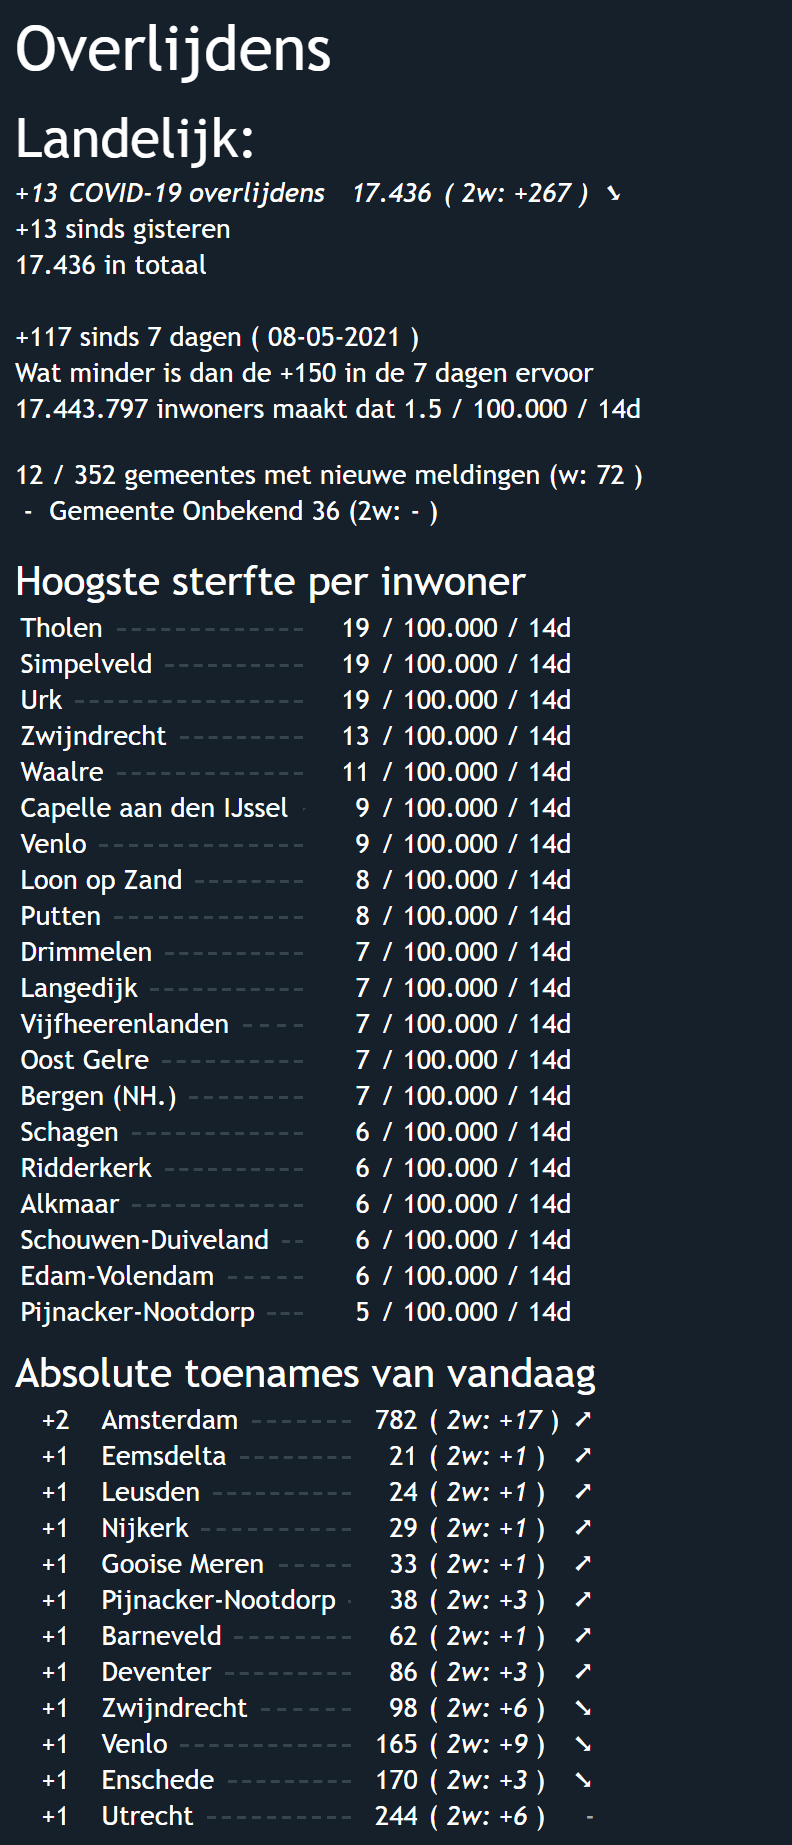 Overlijdens
Landelijk:
+13 COVID-19 overlijdens 17.436 ( 2w: +267 ) ➘
+13 sinds gisteren
17.436 in totaal
+117 sinds 7 dagen ( 08-05-2021 )
Wat minder is dan de +150 in de 7 dagen ervoor
17.443.797 inwoners maakt dat 1.5 / 100.000 / 14d
12 / 352 gemeentes met nieuwe meldingen (w: 72 )
- Gemeente Onbekend 36 (2w: - )
Hoogste sterfte per inwoner
Tholen -------------- 19 / 100.000 / 14d
Simpelveld ---------- 19 / 100.000 / 14d
Urk ---------------- 19 / 100.000 / 14d
Zwijndrecht --------- 13 / 100.000 / 14d
Waalre ------------- 11 / 100.000 / 14d
Capelle aan den IJssel - 9 / 100.000 / 14d
Venlo -------------- 9 / 100.000 / 14d
Loon op Zand -------- 8 / 100.000 / 14d
Putten ------------- 8 / 100.000 / 14d
Drimmelen ---------- 7 / 100.000 / 14d
Langedijk ----------- 7 / 100.000 / 14d
Vijfheerenlanden ---- 7 / 100.000 / 14d
Oost Gelre ---------- 7 / 100.000 / 14d
Bergen (NH.) -------- 7 / 100.000 / 14d
Schagen ------------ 6 / 100.000 / 14d
Ridderkerk ---------- 6 / 100.000 / 14d
Alkmaar ------------ 6 / 100.000 / 14d
Schouwen-Duiveland -- 6 / 100.000 / 14d
Edam-Volendam ----- 6 / 100.000 / 14d
Pijnacker-Nootdorp --- 5 / 100.000 / 14d
Absolute toenames van vandaag
+2 Amsterdam ------- 782 ( 2w: +17 ) ➚
+1 Eemsdelta -------- 21 ( 2w: +1 ) ➚
+1 Leusden ---------- 24 ( 2w: +1 ) ➚
+1 Nijkerk ----------- 29 ( 2w: +1 ) ➚
+1 Gooise Meren ----- 33 ( 2w: +1 ) ➚
+1 Pijnacker-Nootdorp - 38 ( 2w: +3 ) ➚
+1 Barneveld -------- 62 ( 2w: +1 ) ➚
+1 Deventer --------- 86 ( 2w: +3 ) ➚
+1 Zwijndrecht ------ 98 ( 2w: +6 ) ➘
+1 Venlo ------------ 165 ( 2w: +9 ) ➘
+1 Enschede --------- 170 ( 2w: +3 ) ➘
+1 Utrecht ---------- 244 ( 2w: +6 ) -